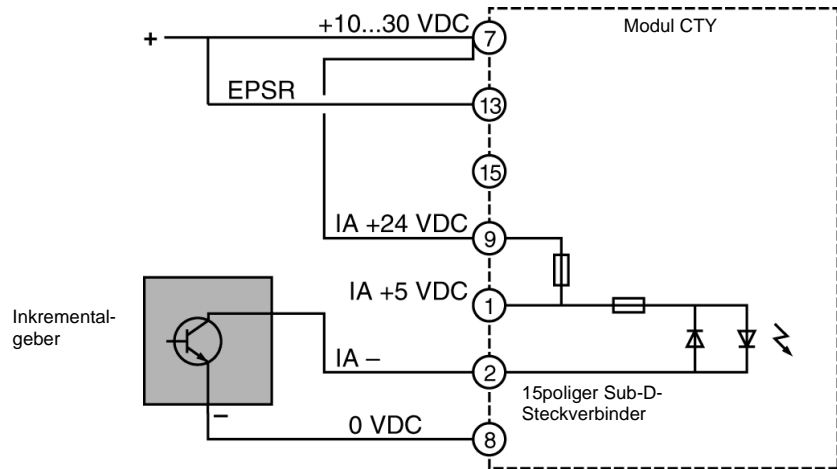 +10...30 VDC
7
Modul CTY
+
EPSR
13
15
IA +24 VDC
9
IA +5 VDC
1
Inkremental-
geber
IA –
2
15poliger Sub-D-
Steckverbinder
–
0 VDC
8